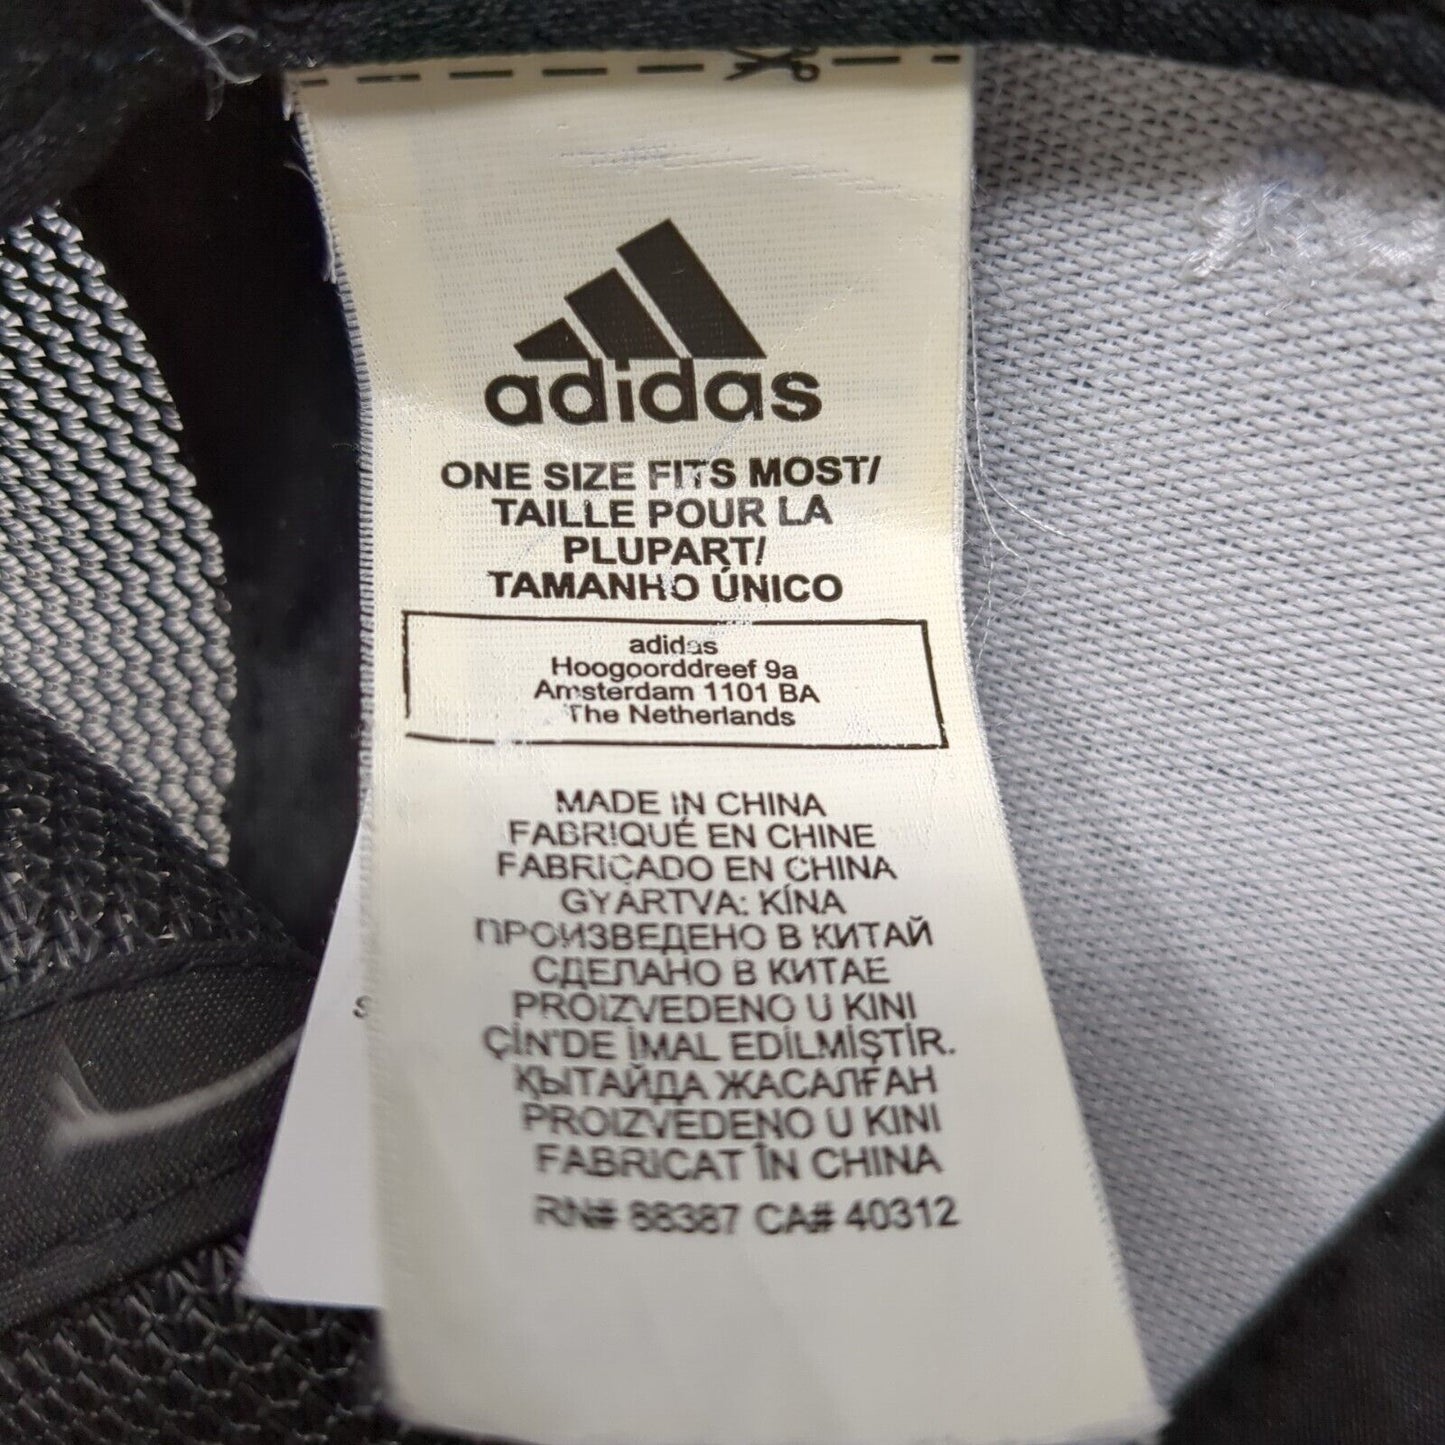 adidas
ONE SIZE FITS MOST/
TAILLE POUR LA
PLUPART/
TAMANHO ÚNICO
adidas
Hoogoorddreef 9a
Amsterdam 1101 BA
The Netherlands
MADE IN CHINA
FABRIQUÉ EN CHINE
FABRICADO EN CHINA
GYÁRTVA: KÍNA
ПРОИЗВЕДЕНО В КИТАЙ
СДЕЛАНО В КИТАЕ
PROIZVEDENO U KINI
ÇİN'DE İMAL EDİLMİŞTİR.
ҚЫТАЙДА ЖАСАЛҒАН
PROIZVEDENO U KINI
FABRICAT ÎN CHINA
RN# 88387 CA# 40312